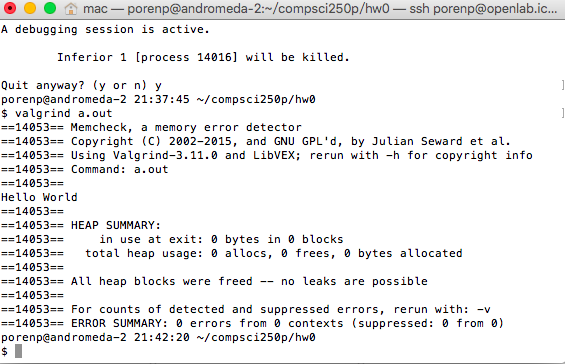 mac — porenp@andromeda-2:~/compsci250p/hw0 — ssh porenp@openlab.ic...
A debugging session is active.
Inferior 1 [process 14016] will be killed.
Quit anyway? (y or n) y
porenp@andromeda-2 21:37:45 ~/compsci250p/hw0
$ valgrind a.out
==14053== Memcheck, a memory error detector
==14053== Copyright (C) 2002-2015, and GNU GPL'd, by Julian Seward et al.
==14053== Using Valgrind-3.11.0 and LibVEX; rerun with -h for copyright info
==14053== Command: a.out
==14053==
Hello World
==14053==
==14053== HEAP SUMMARY:
==14053==     in use at exit: 0 bytes in 0 blocks
==14053==   total heap usage: 0 allocs, 0 frees, 0 bytes allocated
==14053==
==14053== All heap blocks were freed -- no leaks are possible
==14053==
==14053== For counts of detected and suppressed errors, rerun with: -v
==14053== ERROR SUMMARY: 0 errors from 0 contexts (suppressed: 0 from 0)
porenp@andromeda-2 21:42:20 ~/compsci250p/hw0
$